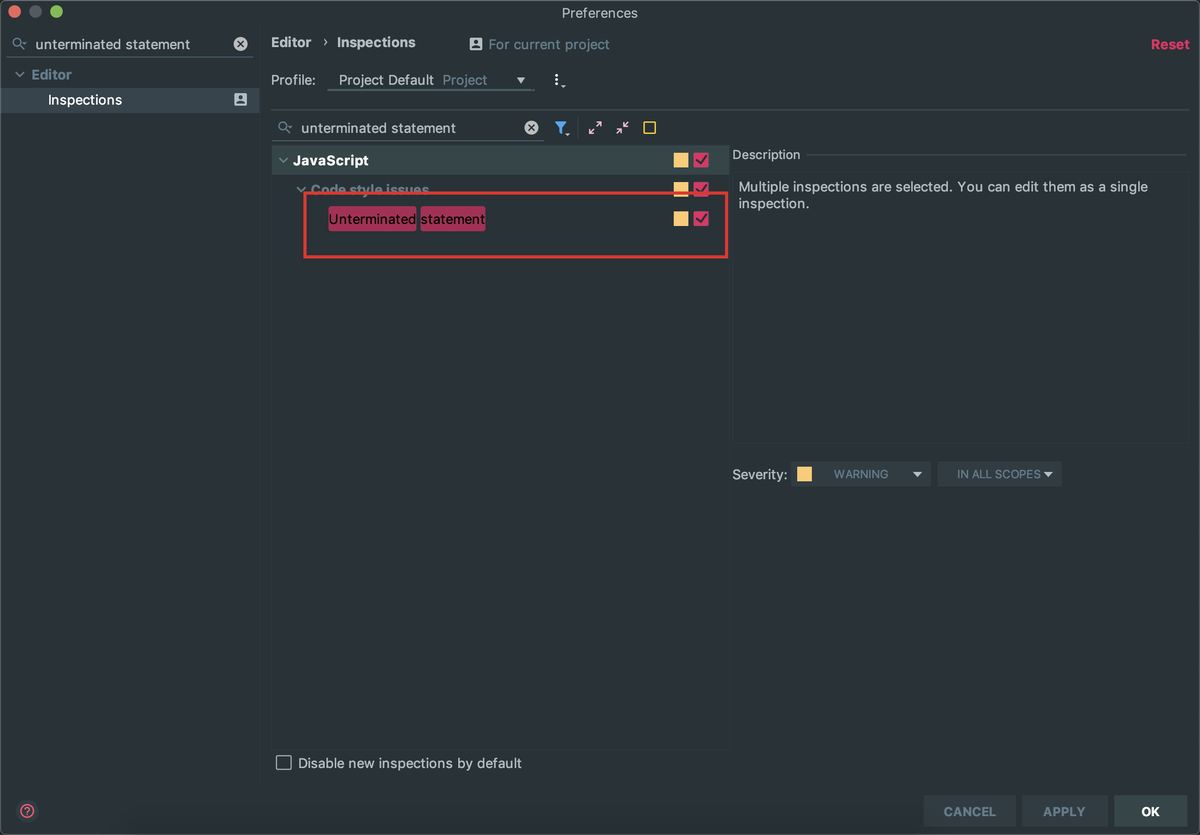 Preferences
unterminated statement
Editor
Inspections
Editor › Inspections
For current project
Reset
Profile: Project Default Project
unterminated statement
JavaScript
Code style issues
Unterminated statement
Description
Multiple inspections are selected. You can edit them as a single
inspection.
Severity: WARNING IN ALL SCOPES
Disable new inspections by default
?
CANCEL APPLY OK